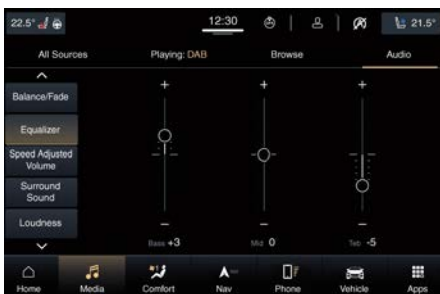 22.5°
12:30
21.5°
All Sources
Playing: DAB
Browse
Audio
Balance/Fade
Equalizer
Speed Adjusted
Volume
Surround
Sound
Loudness
+
+
+
−
−
−
Bass +3
Mid 0
Teb -5
Home
Media
Comfort
Nav
Phone
Vehicle
Apps